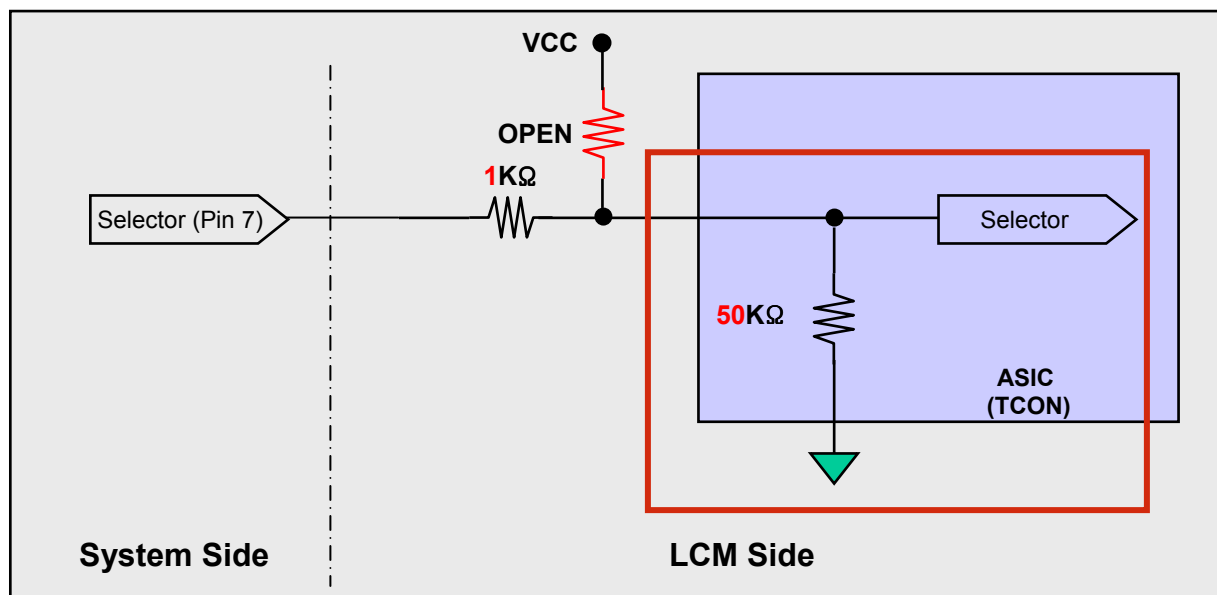 VCC
OPEN
1KΩ
Selector (Pin 7)
Selector
50KΩ
ASIC
(TCON)
System Side
LCM Side